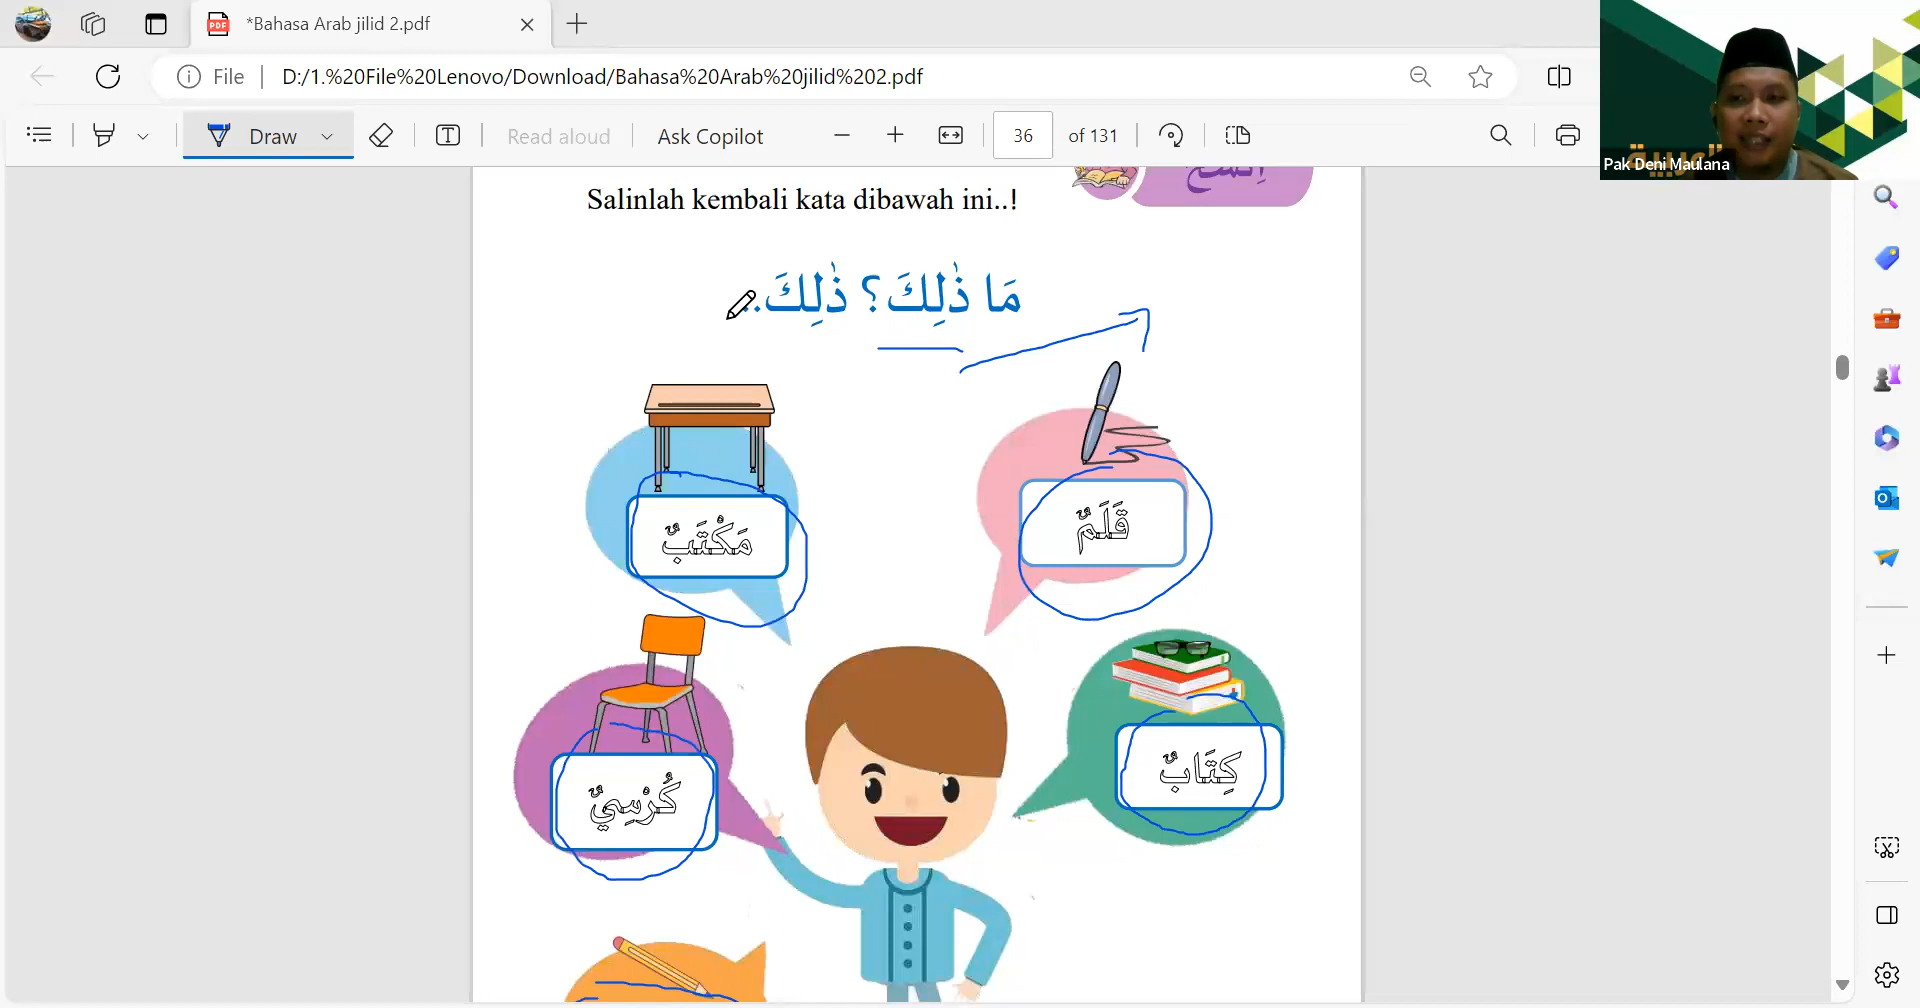 *Bahasa Arab jilid 2.pdf
File
D:/1.%20File%20Lenovo/Download/Bahasa%20Arab%20jilid%202.pdf
Draw
Read aloud
Ask Copilot
36
of 131
Pak Deni Maulana
Salinlah kembali kata dibawah ini..!
مَا ذٰلِكَ؟ ذٰلِكَ..
قَلَمٌ
مَكْتَبٌ
كِتَابٌ
كُرْسِيٌّ